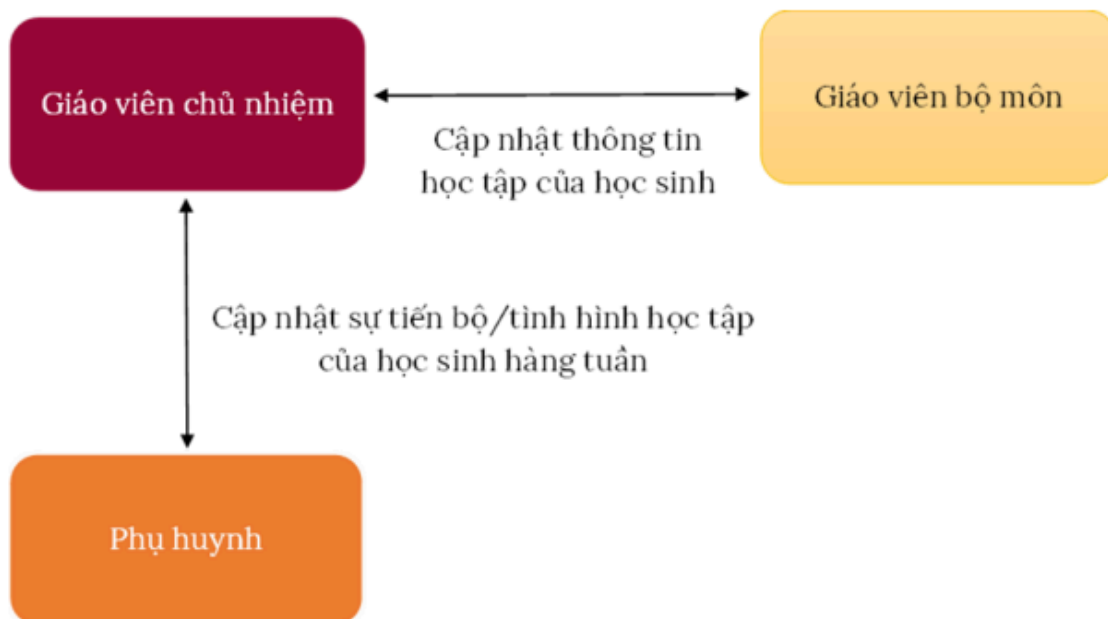 Giáo viên chủ nhiệm
Giáo viên bộ môn
Cập nhật thông tin
học tập của học sinh
Cập nhật sự tiến bộ/tình hình học tập
của học sinh hàng tuần
Phụ huynh